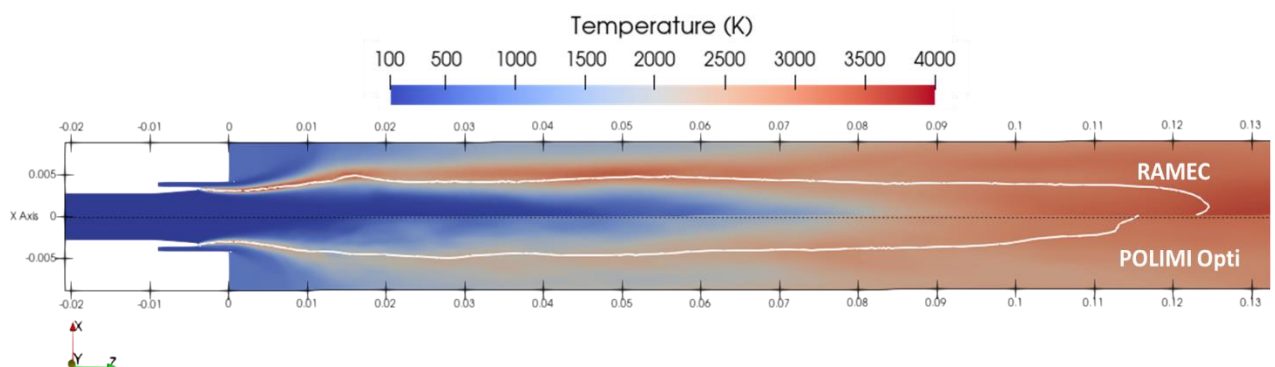 Temperature (K)
100 500 1000 1500 2000 2500 3000 3500 4000
-0.02 -0.01 0 0.01 0.02 0.03 0.04 0.05 0.06 0.07 0.08 0.09 0.1 0.11 0.12 0.13
0.005
RAMEC
X Axis 0
-0.005
POLIMI Opti
-0.02 -0.01 0 0.01 0.02 0.03 0.04 0.05 0.06 0.07 0.08 0.09 0.1 0.11 0.12 0.13
X
Y Z